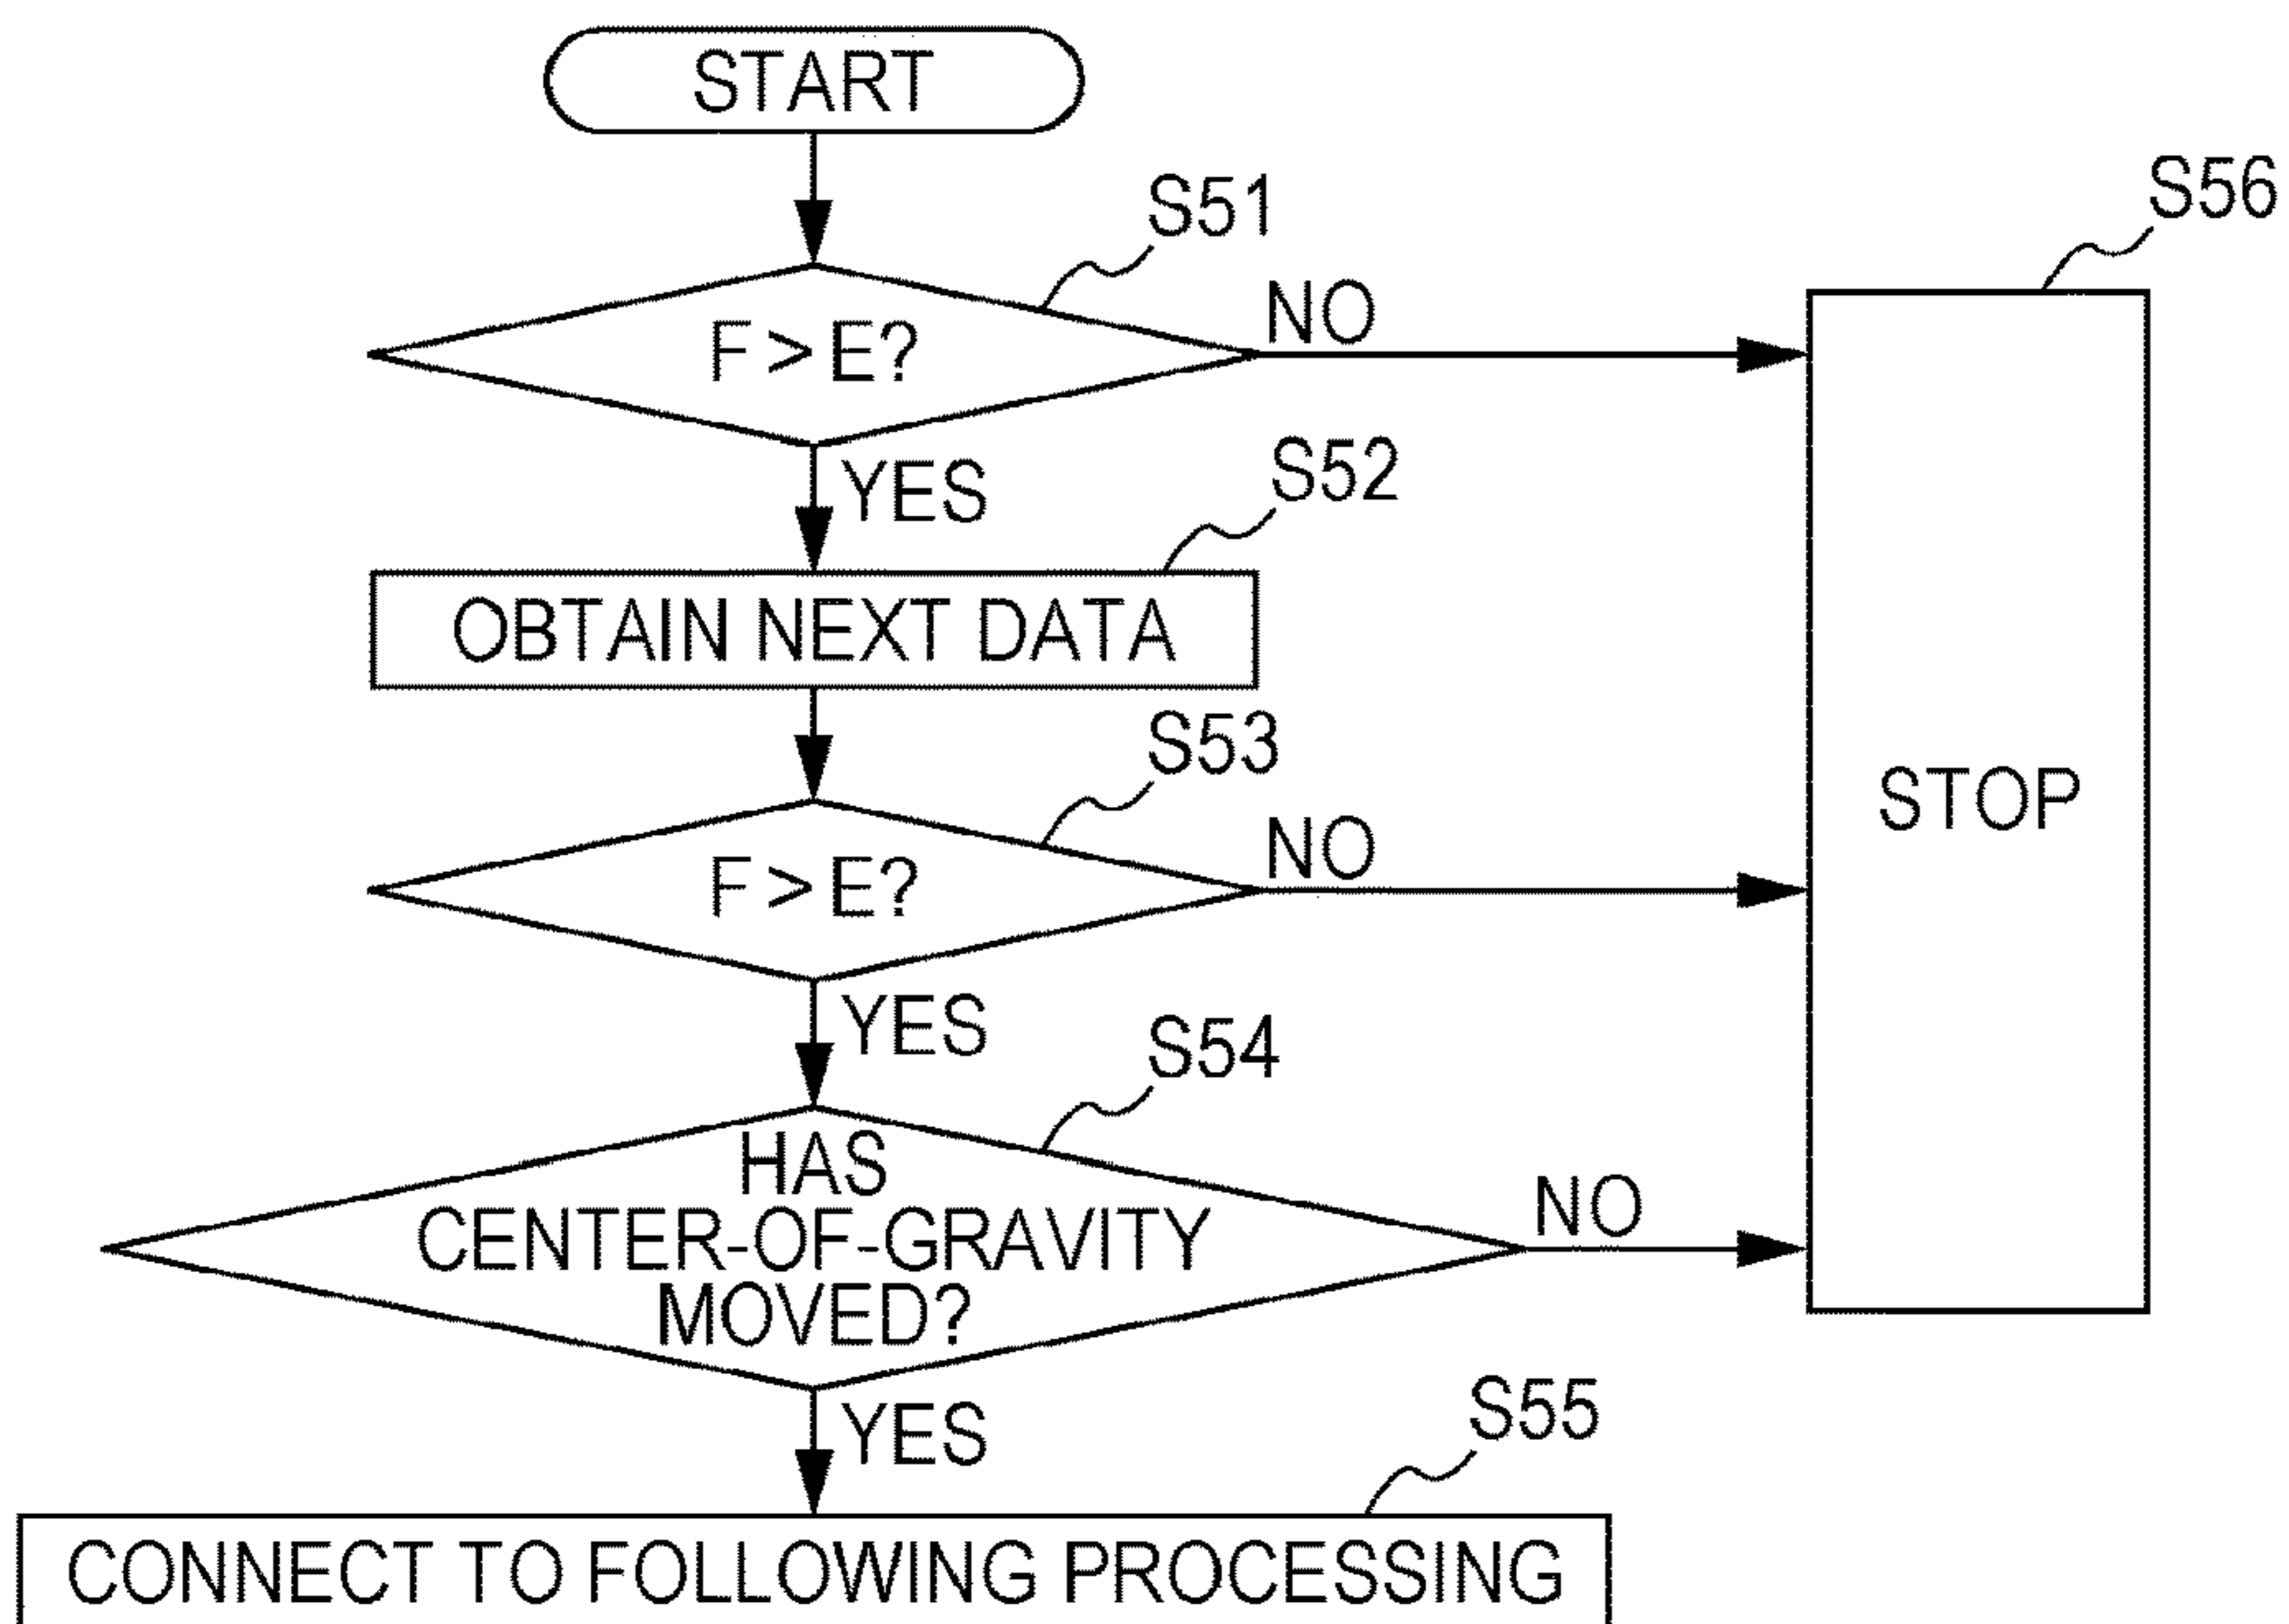 START
S51
S56
F > E?
NO
YES
S52
OBTAIN NEXT DATA
S53
F > E?
NO
STOP
YES
S54
HAS
CENTER-OF-GRAVITY
MOVED?
NO
YES
S55
CONNECT TO FOLLOWING PROCESSING